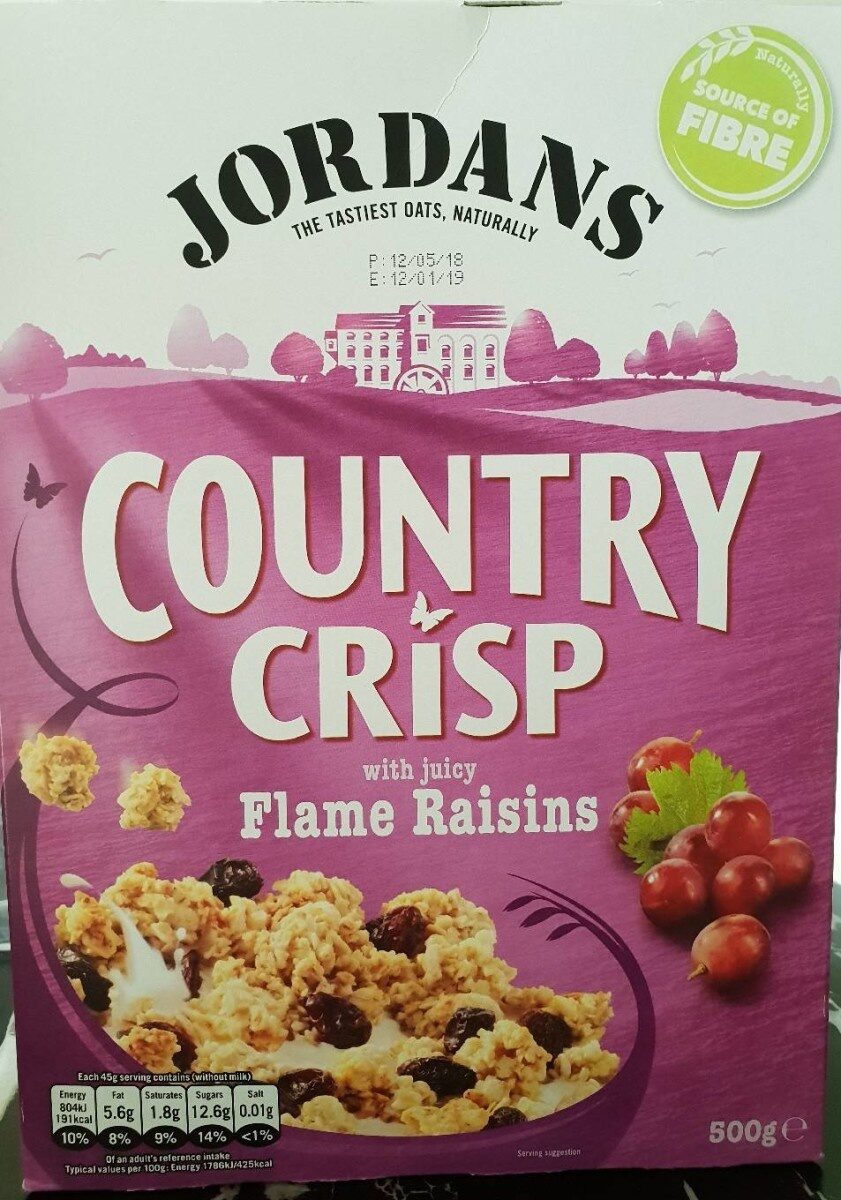 Naturally
SOURCE OF
FIBRE
JORDANS
THE TASTIEST OATS, NATURALLY
P: 12/05/18
E: 12/01/19
COUNTRY
CRiSP
with juicy
Flame Raisins
Each 45g serving contains (without milk)
Energy Fat Saturates Sugars Salt
804kJ 191kcal 5.6g 1.8g 12.6g 0.01g
10% 8% 9% 14% <1%
Of an adult's reference intake
Typical values per 100g: Energy 1786kJ/425kcal
Serving suggestion
500g ℮